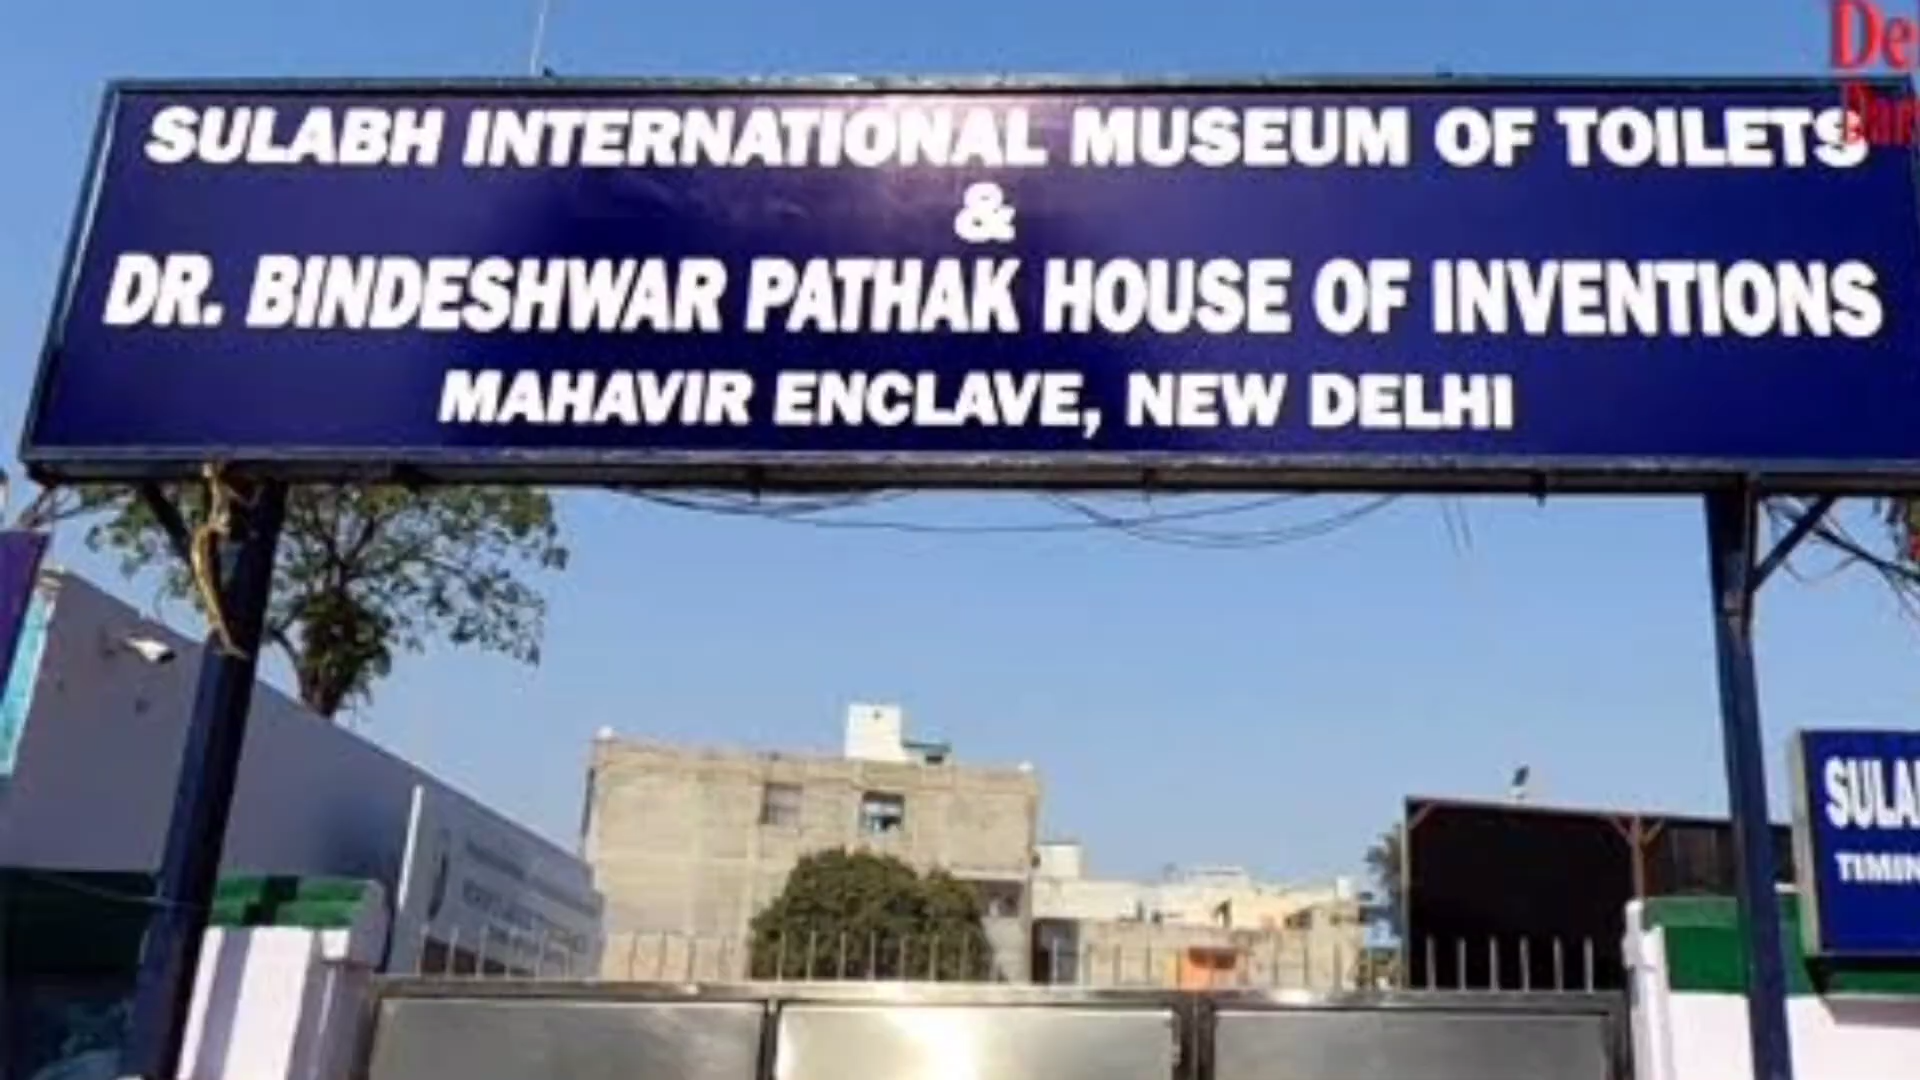 SULABH INTERNATIONAL MUSEUM OF TOILETS
&
DR. BINDESHWAR PATHAK HOUSE OF INVENTIONS
MAHAVIR ENCLAVE, NEW DELHI